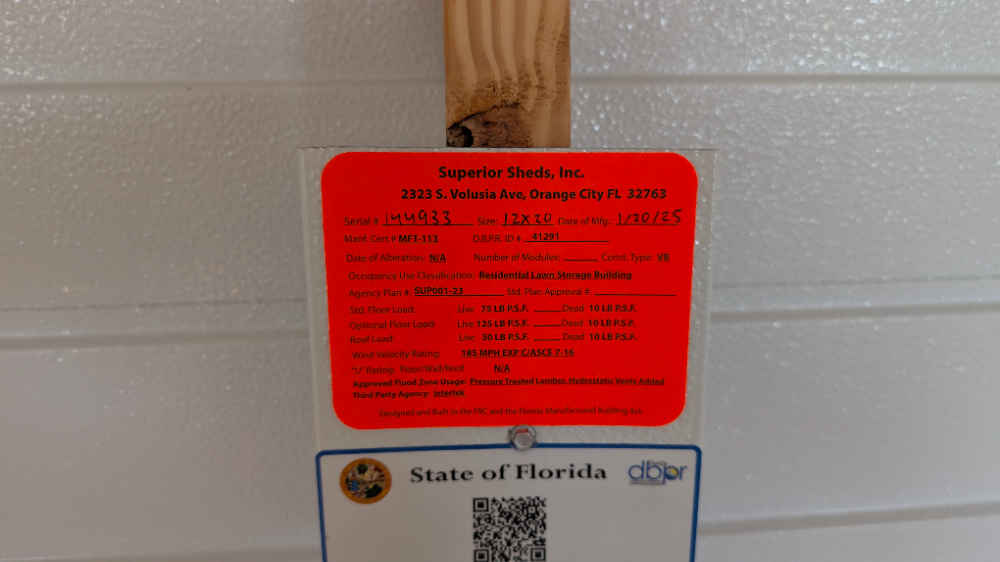 Superior Sheds, Inc.
2323 S. Volusia Ave, Orange City FL 32763
Serial # 144933 Size: 12X20 Date of Mfg.: 1/20/25
Manf. Cert # MFT-113 D.B.P.R. ID # 41291
Date of Alteration: N/A Number of Modules: Const. Type: VB
Occupancy Use Classification: Residential Lawn Storage Building
Agency Plan #: SUP001-23 Std. Plan Approval #:
Std. Floor Load: Live 75 LB P.S.F. Dead 10 LB P.S.F.
Optional Floor Load: Live 125 LB P.S.F. Dead 10 LB P.S.F.
Roof Load: Live 30 LB P.S.F. Dead 10 LB P.S.F.
Wind Velocity Rating: 185 MPH EXP C/ASCE 7-16
"U" Rating: Floor/Wall/Roof N/A
Approved Flood Zone Usage: Pressure Treated Lumber, Hydrostatic Vents Added
Third Party Agency: Intertek
Designed and Built to the FBC and the Florida Manufactured Building Act
State of Florida
dbpr